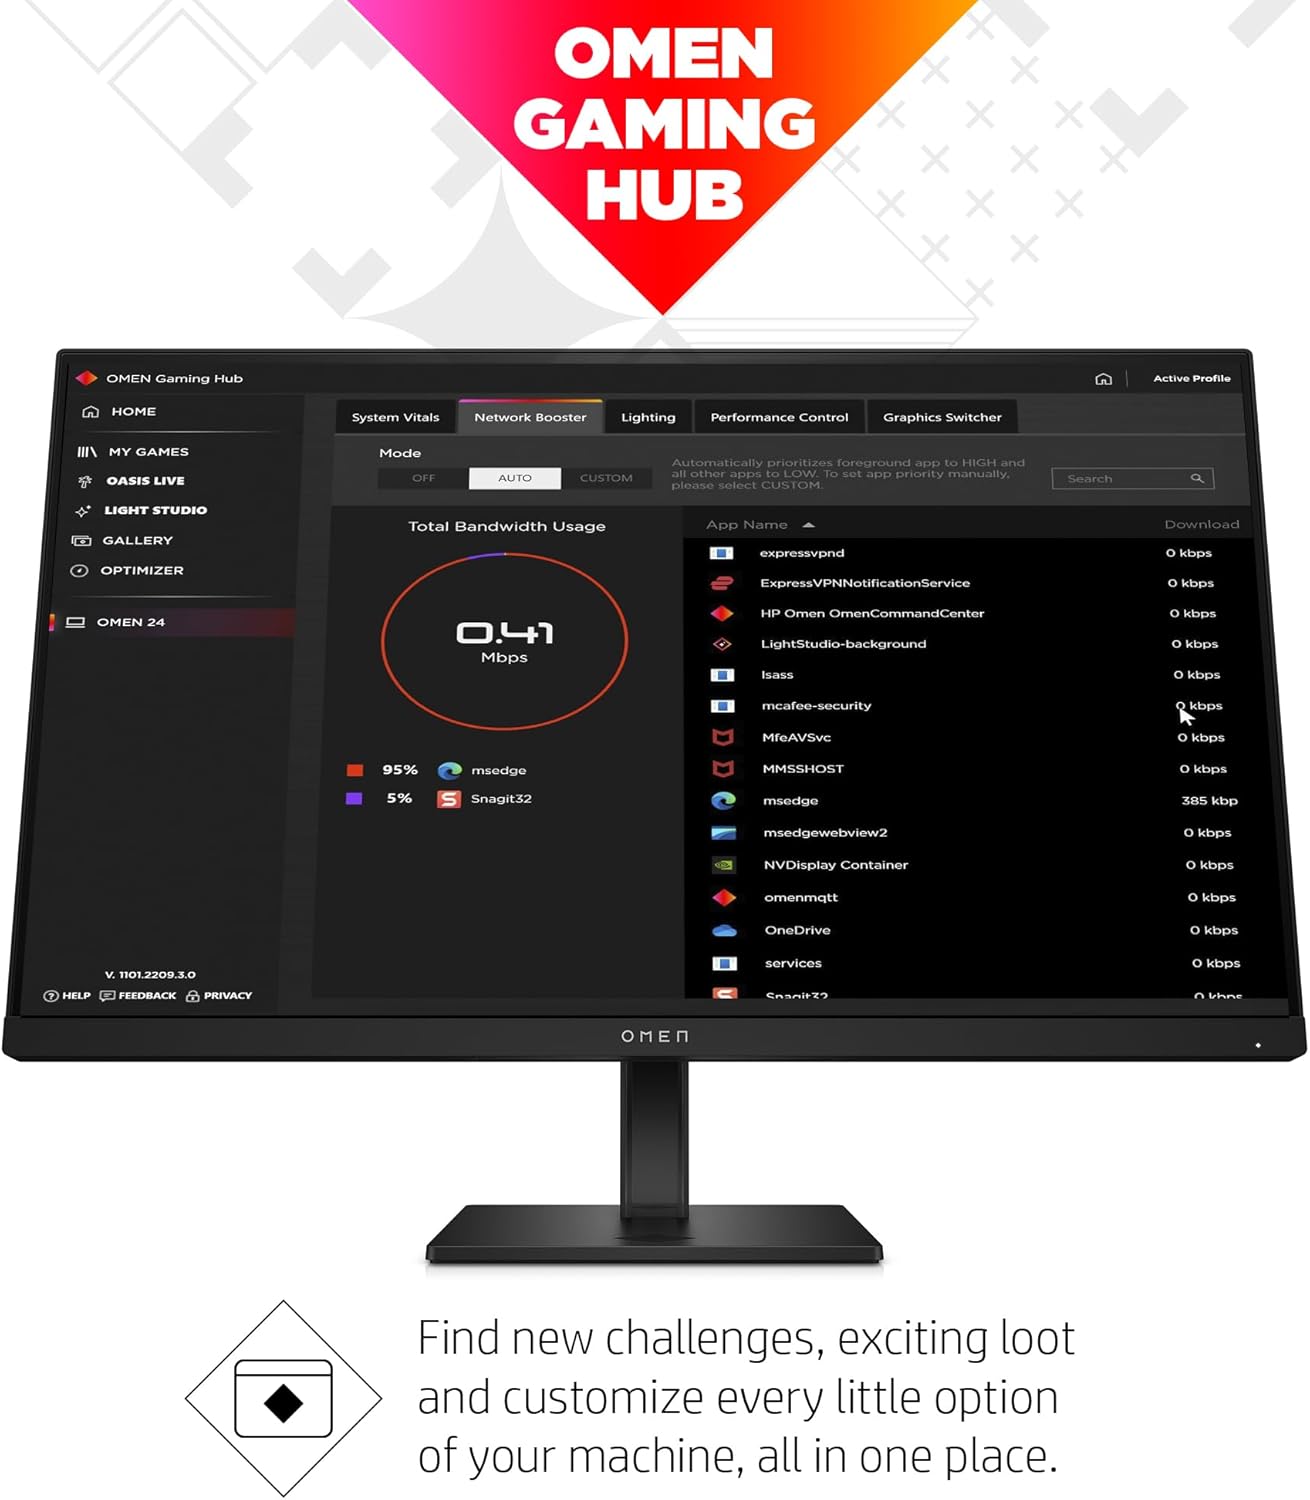 OMEN
GAMING
HUB
OMEN Gaming Hub
Active Profile
HOME
MY GAMES
OASIS LIVE
LIGHT STUDIO
GALLERY
OPTIMIZER
OMEN 24
V. 1101.2209.3.0
HELP FEEDBACK PRIVACY
System Vitals Network Booster Lighting Performance Control Graphics Switcher
Mode
OFF AUTO CUSTOM
Automatically prioritizes foreground app to HIGH and
all other apps to LOW. To set app priority manually,
please select CUSTOM.
Search
Total Bandwidth Usage
0.41
Mbps
95% msedge
5% Snagit32
App Name Download
expressvpnd 0 kbps
ExpressVPNNotificationService 0 kbps
HP Omen OmenCommandCenter 0 kbps
LightStudio-background 0 kbps
lsass 0 kbps
mcafee-security 0 kbps
MfeAVSvc 0 kbps
MMSSHOST 0 kbps
msedge 385 kbp
msedgewebview2 0 kbps
NVDisplay Container 0 kbps
omenmqtt 0 kbps
OneDrive 0 kbps
services 0 kbps
Snagit32 0 kbps
OMEN
Find new challenges, exciting loot
and customize every little option
of your machine, all in one place.